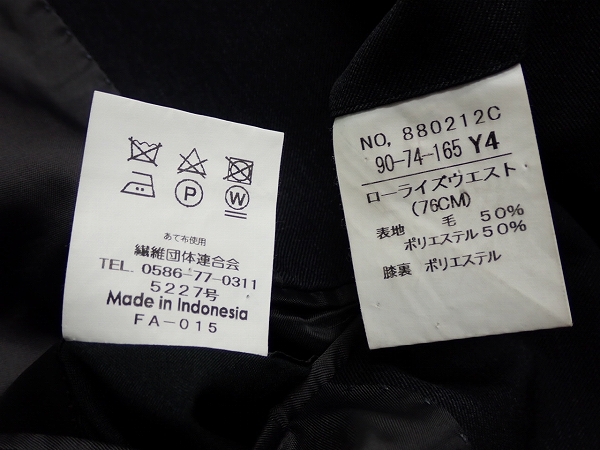 P W
あて布使用
繊維団体連合会
TEL. 0586-77-0311
5227号
Made in Indonesia
FA-015
NO, 880212C
90-74-165 Y4
ローライズウエスト
(76CM)
表地 毛 50%
ポリエステル50%
膝裏 ポリエステル